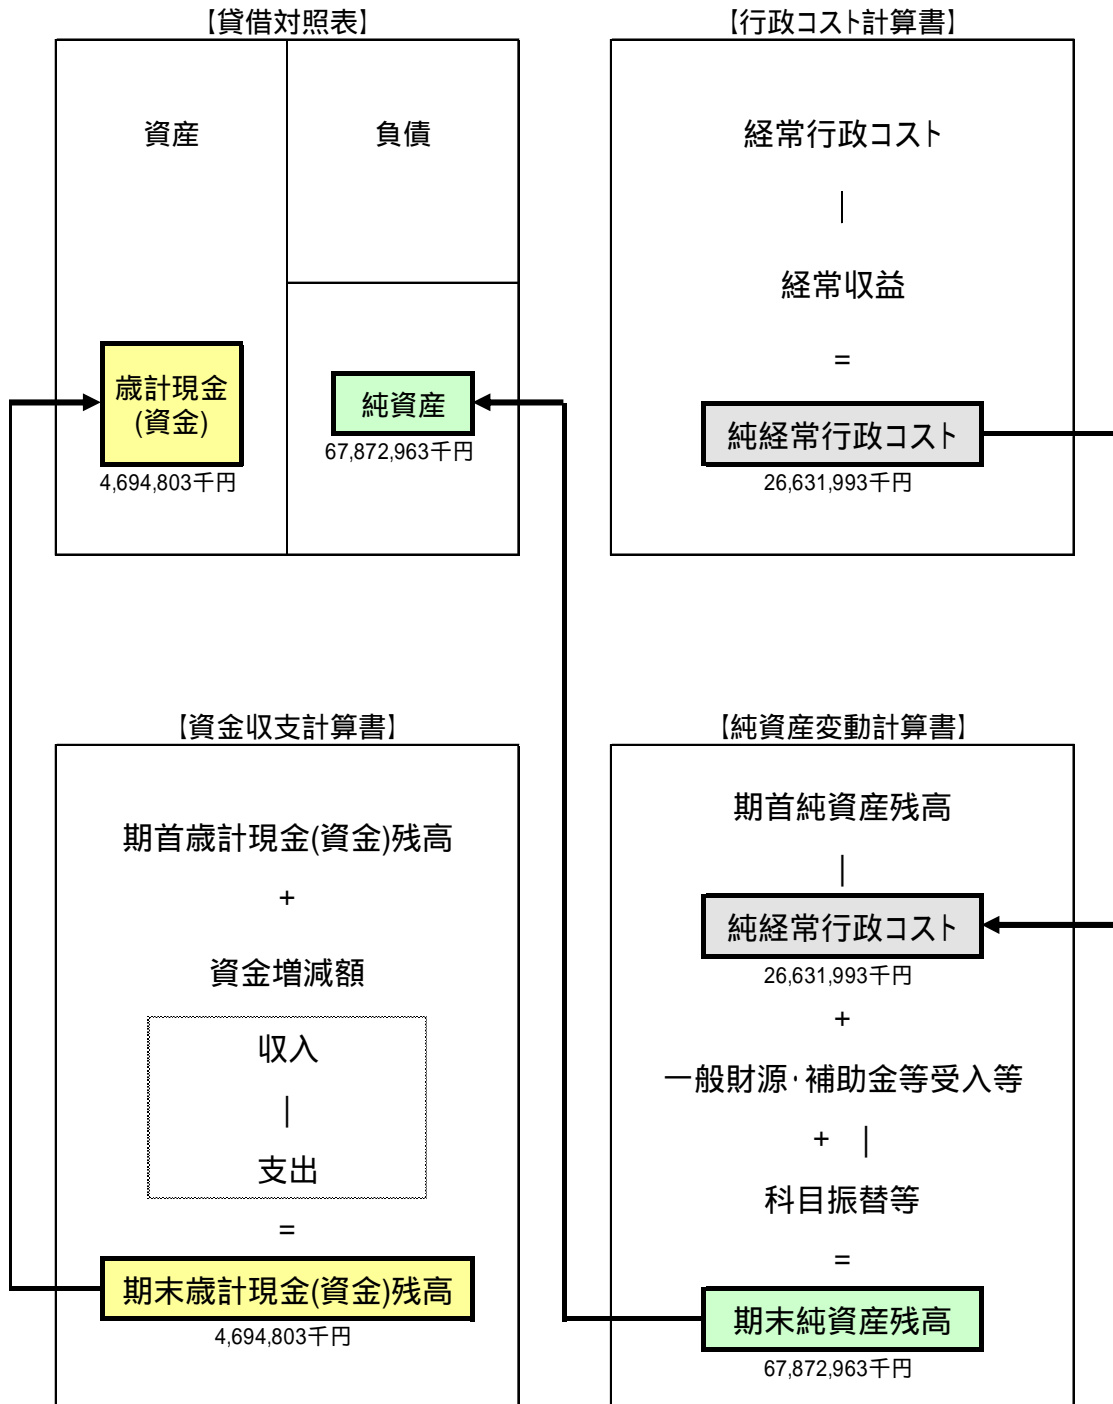 【貸借対照表】
資産
負債
歳計現金
(資金)
4,694,803千円
純資産
67,872,963千円
【行政コスト計算書】
経常行政コスト
|
経常収益
=
純経常行政コスト
26,631,993千円
【資金収支計算書】
期首歳計現金(資金)残高
+
資金増減額
収入
|
支出
=
期末歳計現金(資金)残高
4,694,803千円
【純資産変動計算書】
期首純資産残高
|
純経常行政コスト
26,631,993千円
+
一般財源・補助金等受入等
+ |
科目振替等
=
期末純資産残高
67,872,963千円